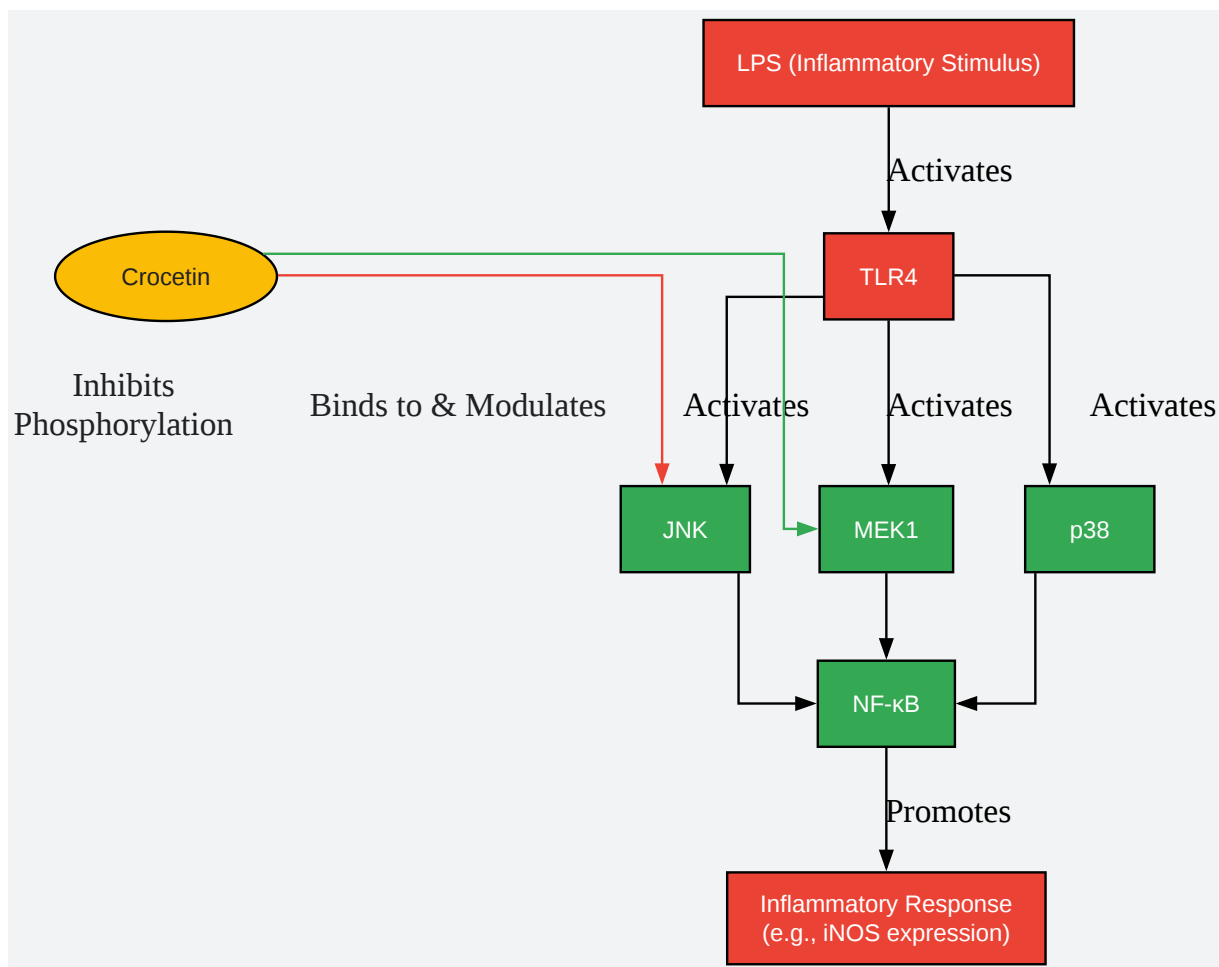 LPS (Inflammatory Stimulus)
Activates
Crocetin
TLR4
Inhibits
Phosphorylation
Binds to & Modulates
Activates
Activates
Activates
JNK
MEK1
p38
NF-κB
Promotes
Inflammatory Response
(e.g., iNOS expression)